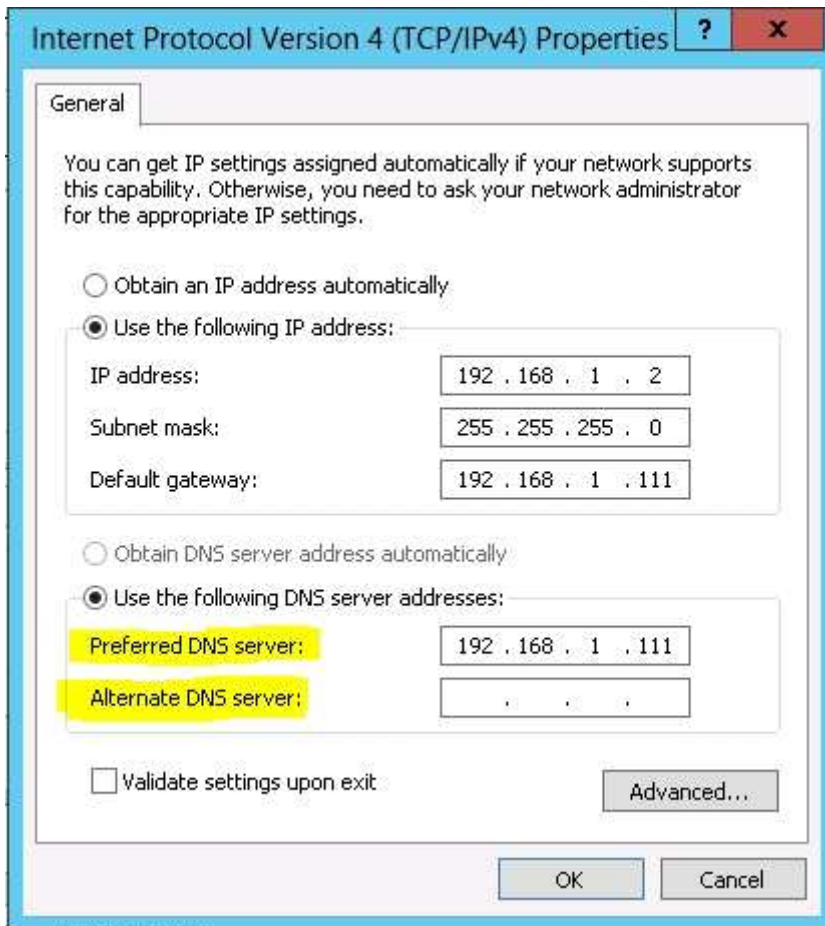 Internet Protocol Version 4 (TCP/IPv4) Properties ? x
General
You can get IP settings assigned automatically if your network supports
this capability. Otherwise, you need to ask your network administrator
for the appropriate IP settings.
Obtain an IP address automatically
Use the following IP address:
IP address: 192 . 168 . 1 . 2
Subnet mask: 255 . 255 . 255 . 0
Default gateway: 192 . 168 . 1 . 111
Obtain DNS server address automatically
Use the following DNS server addresses:
Preferred DNS server: 192 . 168 . 1 . 111
Alternate DNS server: . . .
Validate settings upon exit
Advanced...
OK Cancel